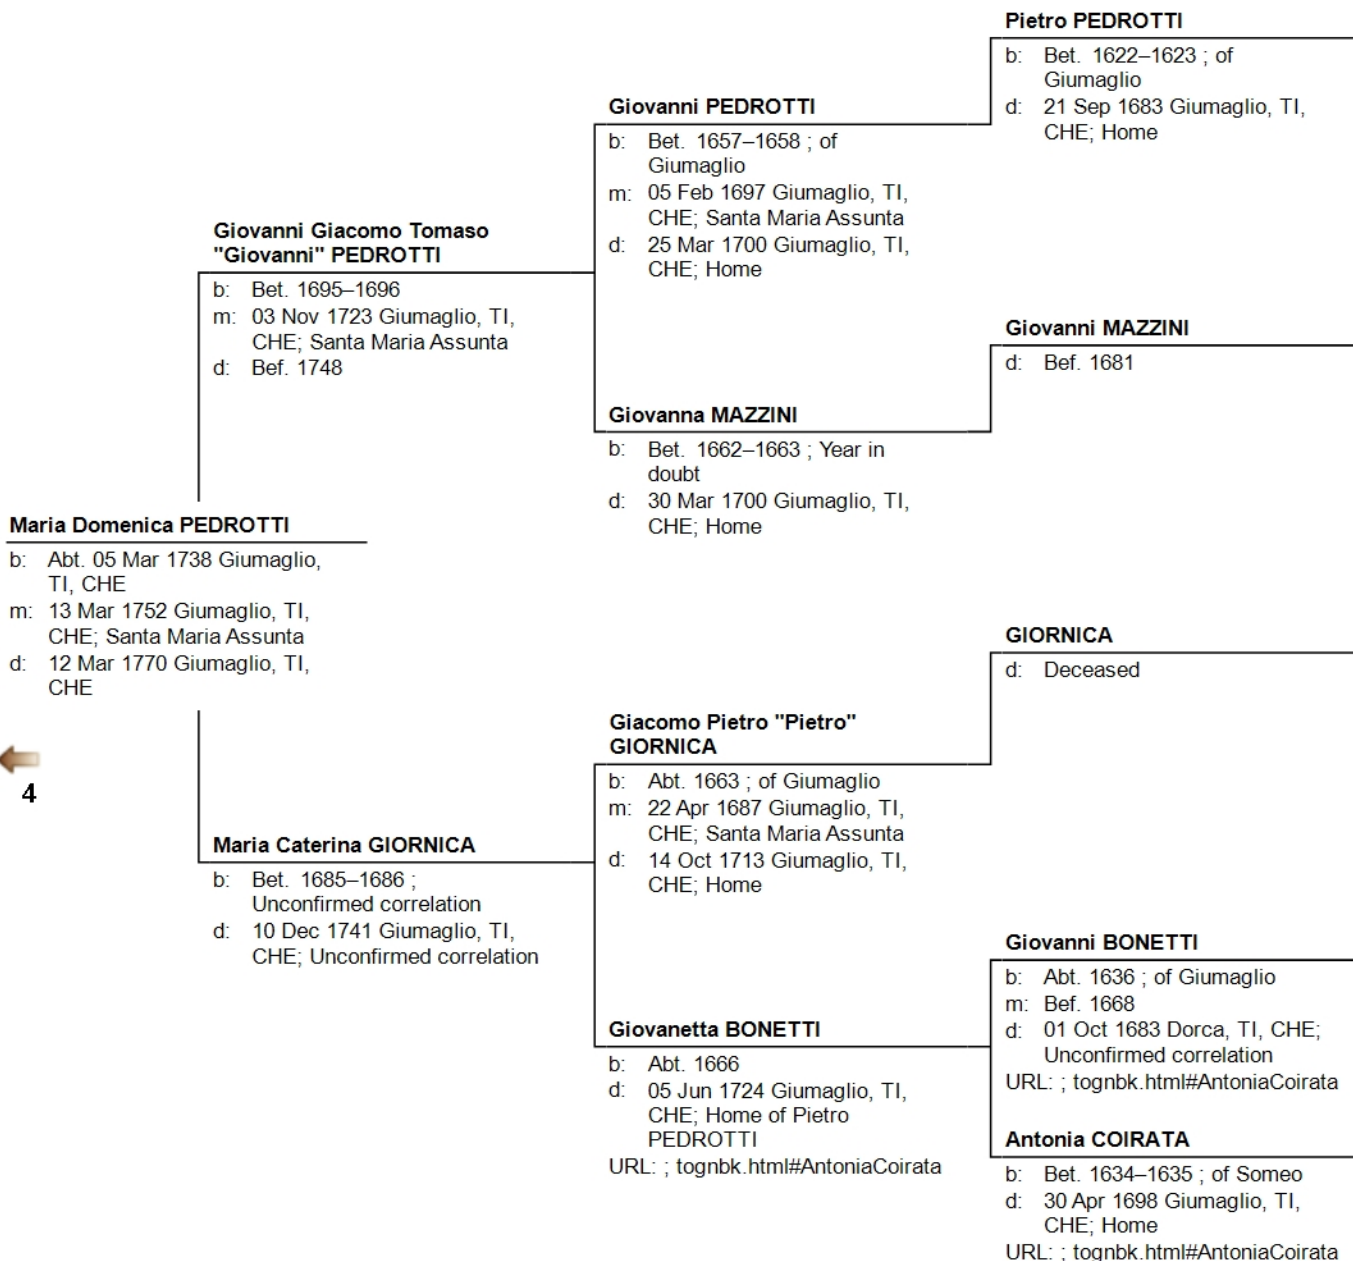 Pietro PEDROTTI
b: Bet. 1622–1623 ; of
Giumaglio
d: 21 Sep 1683 Giumaglio, TI,
CHE; Home
Giovanni PEDROTTI
b: Bet. 1657–1658 ; of
Giumaglio
m: 05 Feb 1697 Giumaglio, TI,
CHE; Santa Maria Assunta
d: 25 Mar 1700 Giumaglio, TI,
CHE; Home
Giovanni Giacomo Tomaso
"Giovanni" PEDROTTI
b: Bet. 1695–1696
m: 03 Nov 1723 Giumaglio, TI,
CHE; Santa Maria Assunta
d: Bef. 1748
Giovanni MAZZINI
d: Bef. 1681
Giovanna MAZZINI
b: Bet. 1662–1663 ; Year in
doubt
d: 30 Mar 1700 Giumaglio, TI,
CHE; Home
Maria Domenica PEDROTTI
b: Abt. 05 Mar 1738 Giumaglio,
TI, CHE
m: 13 Mar 1752 Giumaglio, TI,
CHE; Santa Maria Assunta
d: 12 Mar 1770 Giumaglio, TI,
CHE
4
GIORNICA
d: Deceased
Giacomo Pietro "Pietro"
GIORNICA
b: Abt. 1663 ; of Giumaglio
m: 22 Apr 1687 Giumaglio, TI,
CHE; Santa Maria Assunta
d: 14 Oct 1713 Giumaglio, TI,
CHE; Home
Maria Caterina GIORNICA
b: Bet. 1685–1686 ;
Unconfirmed correlation
d: 10 Dec 1741 Giumaglio, TI,
CHE; Unconfirmed correlation
Giovanni BONETTI
b: Abt. 1636 ; of Giumaglio
m: Bef. 1668
d: 01 Oct 1683 Dorca, TI, CHE;
Unconfirmed correlation
URL: ; tognbk.html#AntoniaCoirata
Giovanetta BONETTI
b: Abt. 1666
d: 05 Jun 1724 Giumaglio, TI,
CHE; Home of Pietro
PEDROTTI
URL: ; tognbk.html#AntoniaCoirata
Antonia COIRATA
b: Bet. 1634–1635 ; of Someo
d: 30 Apr 1698 Giumaglio, TI,
CHE; Home
URL: ; tognbk.html#AntoniaCoirata